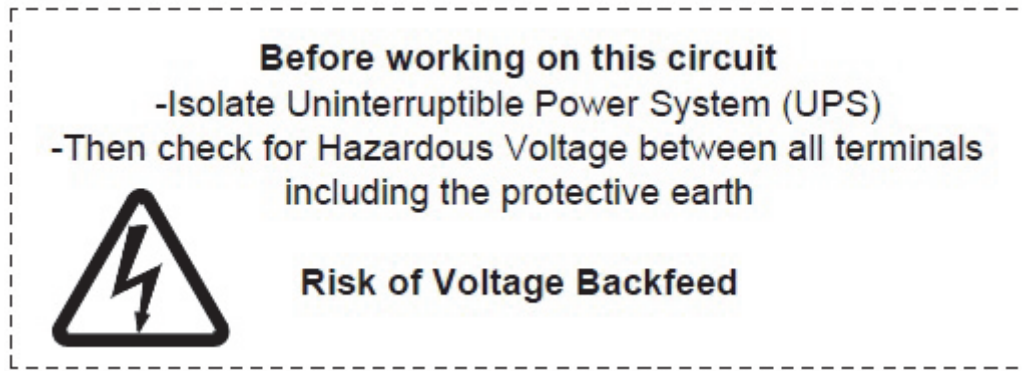 Before working on this circuit
-Isolate Uninterruptible Power System (UPS)
-Then check for Hazardous Voltage between all terminals
including the protective earth
Risk of Voltage Backfeed